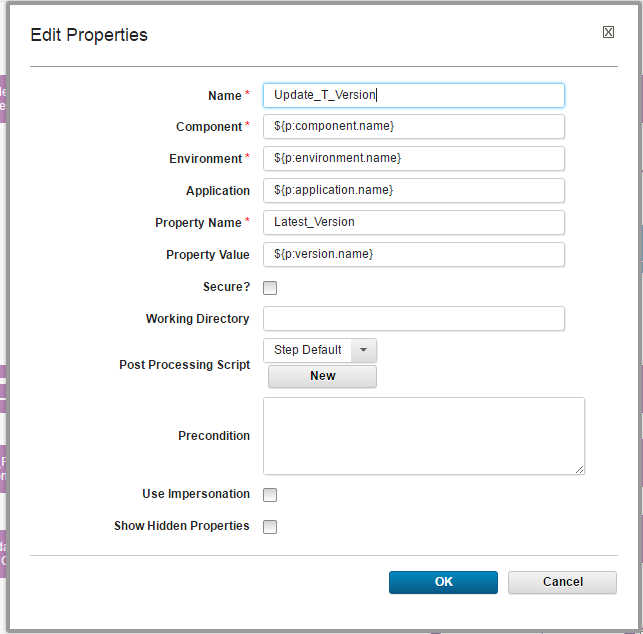 Edit Properties
Name * Update_T_Version
Component * ${p:component.name}
Environment * ${p:environment.name}
Application ${p:application.name}
Property Name * Latest_Version
Property Value ${p:version.name}
Secure?
Working Directory
Post Processing Script Step Default
New
Precondition
Use Impersonation
Show Hidden Properties
OK Cancel